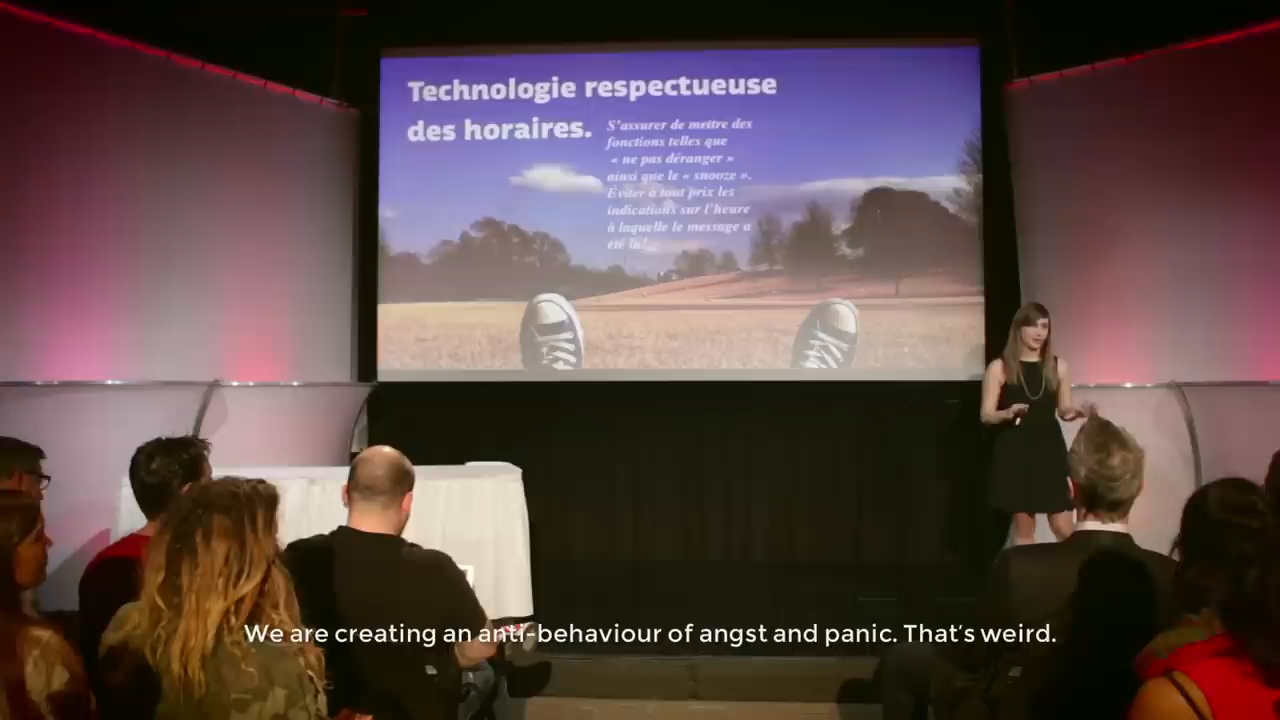 Technologie respectueuse
des horaires.
S'assurer de mettre des
fonctions telles que
« ne pas déranger »
ainsi que le « snooze ».
Éviter à tout prix les
indications sur l'heure
à laquelle le message a
été lu!
We are creating an anti-behaviour of angst and panic. That's weird.